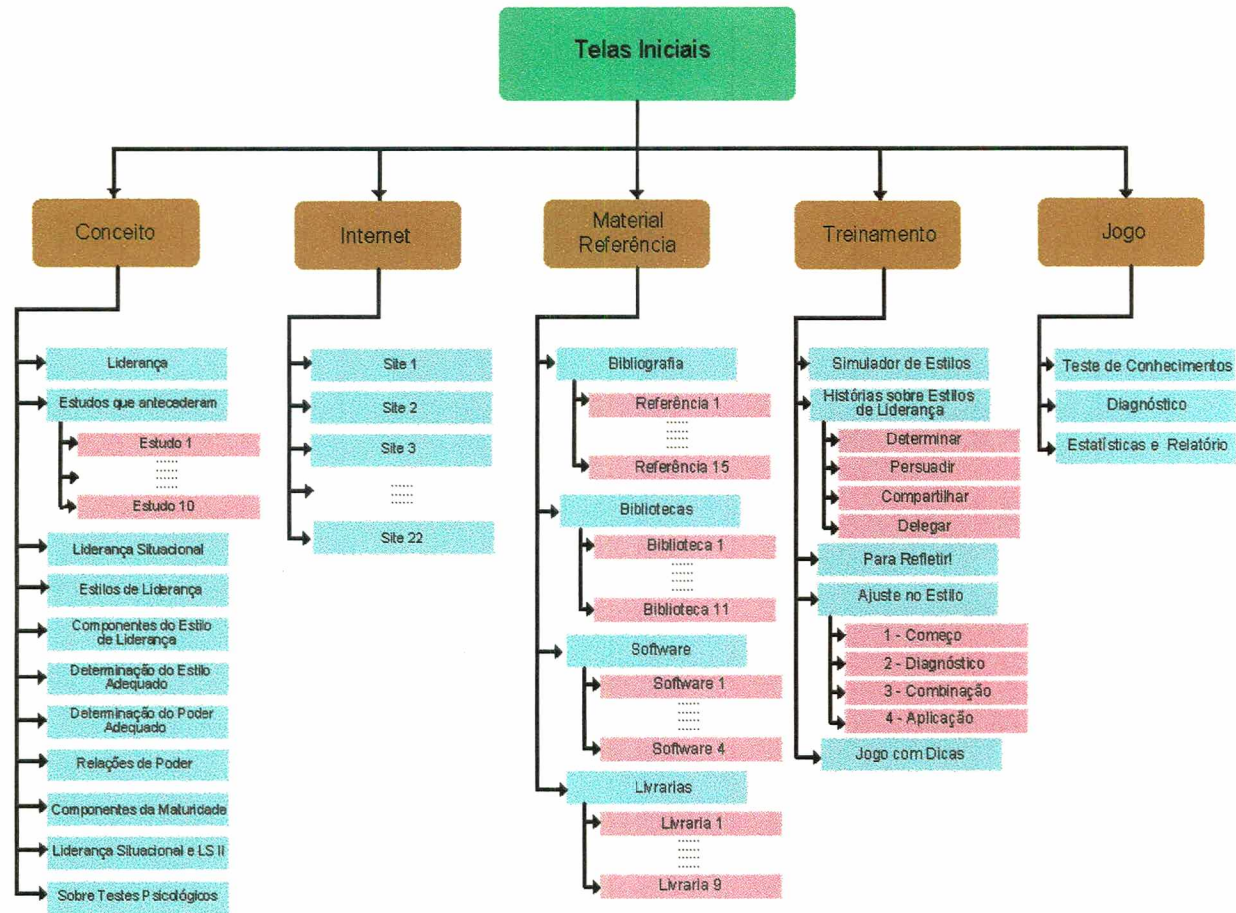 Telas Iniciais
Conceito
Internet
Material
Referência
Treinamento
Jogo
Liderança
Estudos que antecederam
Estudo 1
......
......
Estudo 10
Liderança Situacional
Estilos de Liderança
Componentes do Estilo
de Liderança
Determinação do Estilo
Adequado
Determinação do Poder
Adequado
Relações de Poder
Componentes da Maturidade
Liderança Situacional e LS II
Sobre Testes Psicológicos
Site 1
Site 2
Site 3
......
......
Site 22
Bibliografia
Referência 1
......
......
Referência 15
Bibliotecas
Biblioteca 1
......
......
Biblioteca 11
Software
Software 1
......
......
Software 4
Livrarias
Livraria 1
......
......
Livraria 9
Simulador de Estilos
Histórias sobre Estilos
de Liderança
Determinar
Persuadir
Compartilhar
Delegar
Para Refletir!
Ajuste no Estilo
1 - Começo
2 - Diagnóstico
3 - Combinação
4 - Aplicação
Jogo com Dicas
Teste de Conhecimentos
Diagnóstico
Estatísticas e Relatório